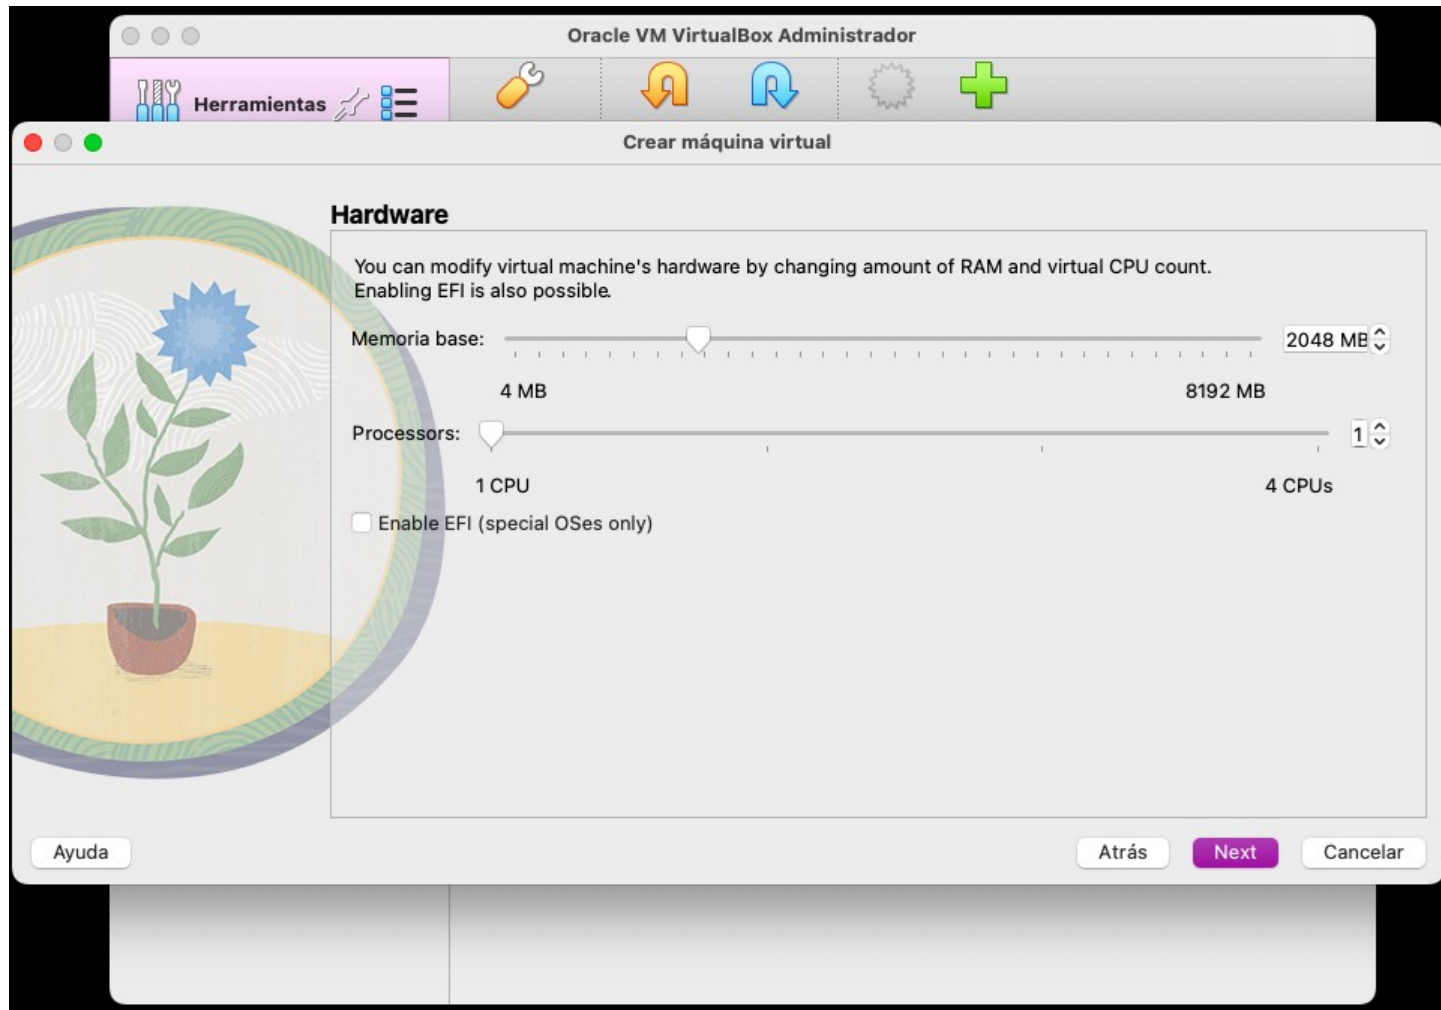 Oracle VM VirtualBox Administrador
Herramientas
Crear máquina virtual
Hardware
You can modify virtual machine's hardware by changing amount of RAM and virtual CPU count.
Enabling EFI is also possible.
Memoria base: 2048 MB
4 MB 8192 MB
Processors: 1
1 CPU 4 CPUs
Enable EFI (special OSes only)
Ayuda Atrás Next Cancelar